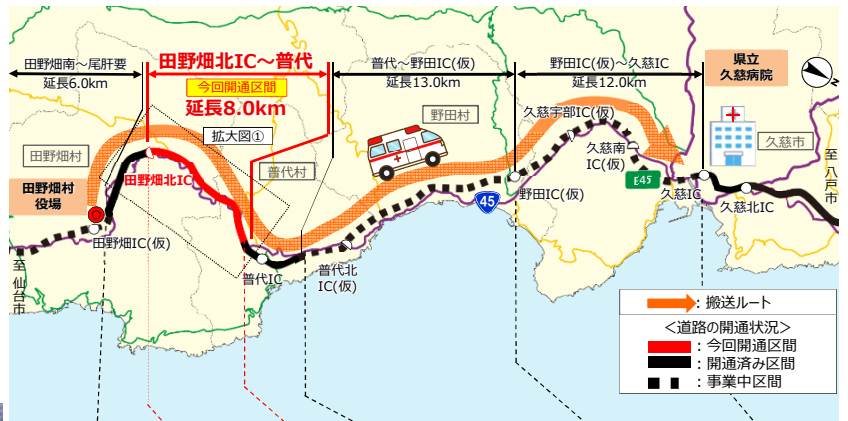 田野畑南~尾肝要
延長6.0km
田野畑北IC~普代
今回開通区間
延長8.0km
普代~野田IC(仮)
延長13.0km
野田IC(仮)~久慈IC
延長12.0km
県立
久慈病院
N
拡大図①
野田村
久慈宇部IC(仮)
久慈市
田野畑村
久慈南
IC(仮)
至 八戸市
田野畑北IC
普代村
田野畑村
役場
E45
久慈IC
久慈北IC
野田IC(仮)
45
田野畑IC(仮)
至 仙台市
普代IC
普代北
IC(仮)
:搬送ルート
<道路の開通状況>
:今回開通区間
:開通済み区間
:事業中区間